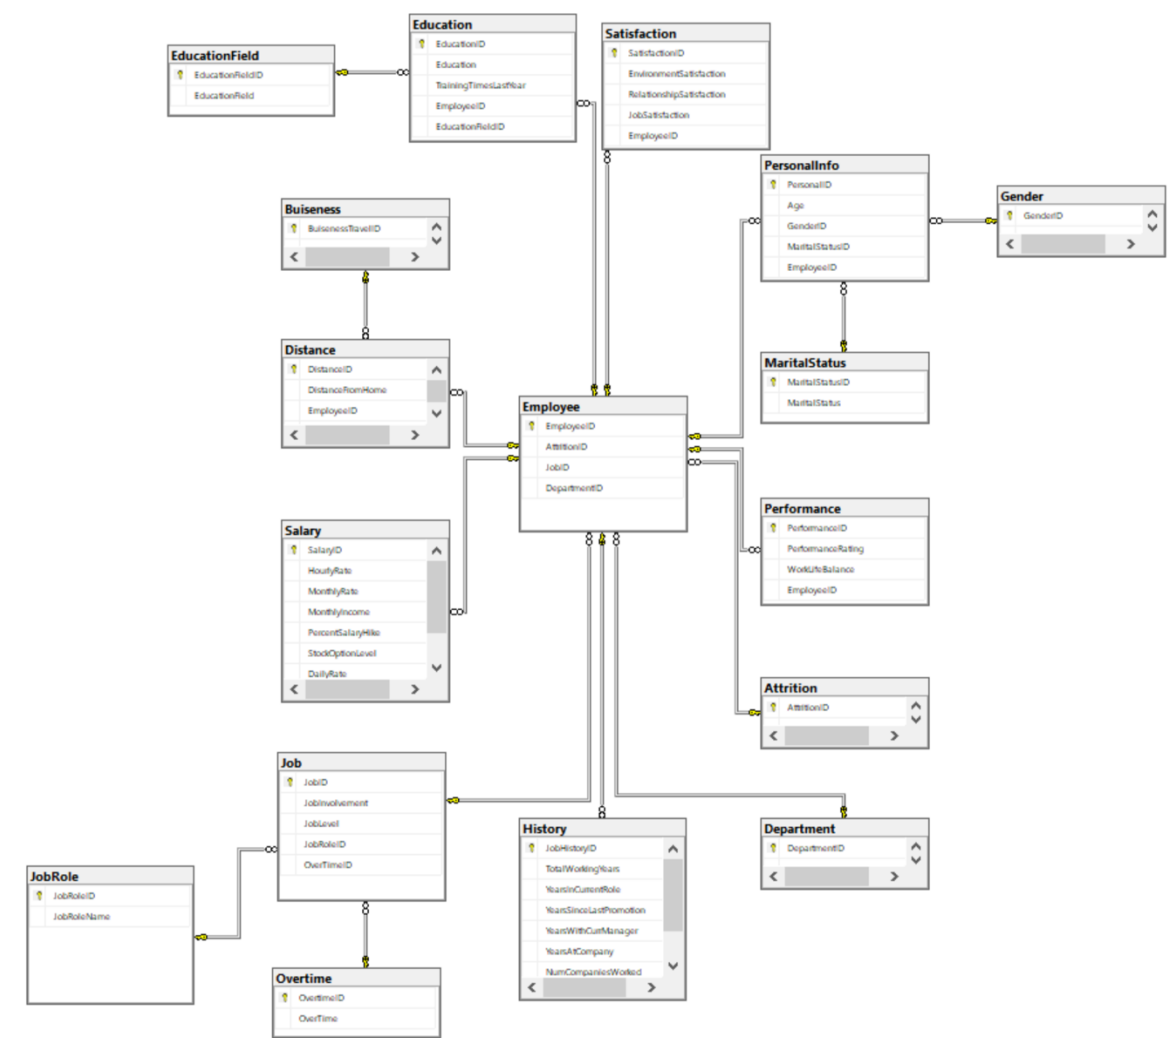 Education
EducationID
Education
TrainingTimesLastYear
EmployeeID
EducationFieldID
Satisfaction
SatisfactionID
EnvironmentSatisfaction
RelationshipSatisfaction
JobSatisfaction
EmployeeID
EducationField
EducationFieldID
EducationField
PersonalInfo
PersonalID
Age
GenderID
MaritalStatusID
EmployeeID
Gender
GenderID
Buiseness
BuisenessTravelID
Distance
DistanceID
DistanceFromHome
EmployeeID
MaritalStatus
MaritalStatusID
MaritalStatus
Employee
EmployeeID
AttritionID
JobID
DepartmentID
Performance
PerformanceID
PerformanceRating
WorkLifeBalance
EmployeeID
Salary
SalaryID
HourlyRate
MonthlyRate
MonthlyIncome
PercentSalaryHike
StockOptionLevel
DailyRate
Attrition
AttritionID
Job
JobID
JobInvolvement
JobLevel
JobRoleID
OverTimeID
History
JobHistoryID
TotalWorkingYears
YearsInCurrentRole
YearsSinceLastPromotion
YearsWithCurrManager
YearsAtCompany
NumCompaniesWorked
Department
DepartmentID
JobRole
JobRoleID
JobRoleName
Overtime
OvertimeID
OverTime